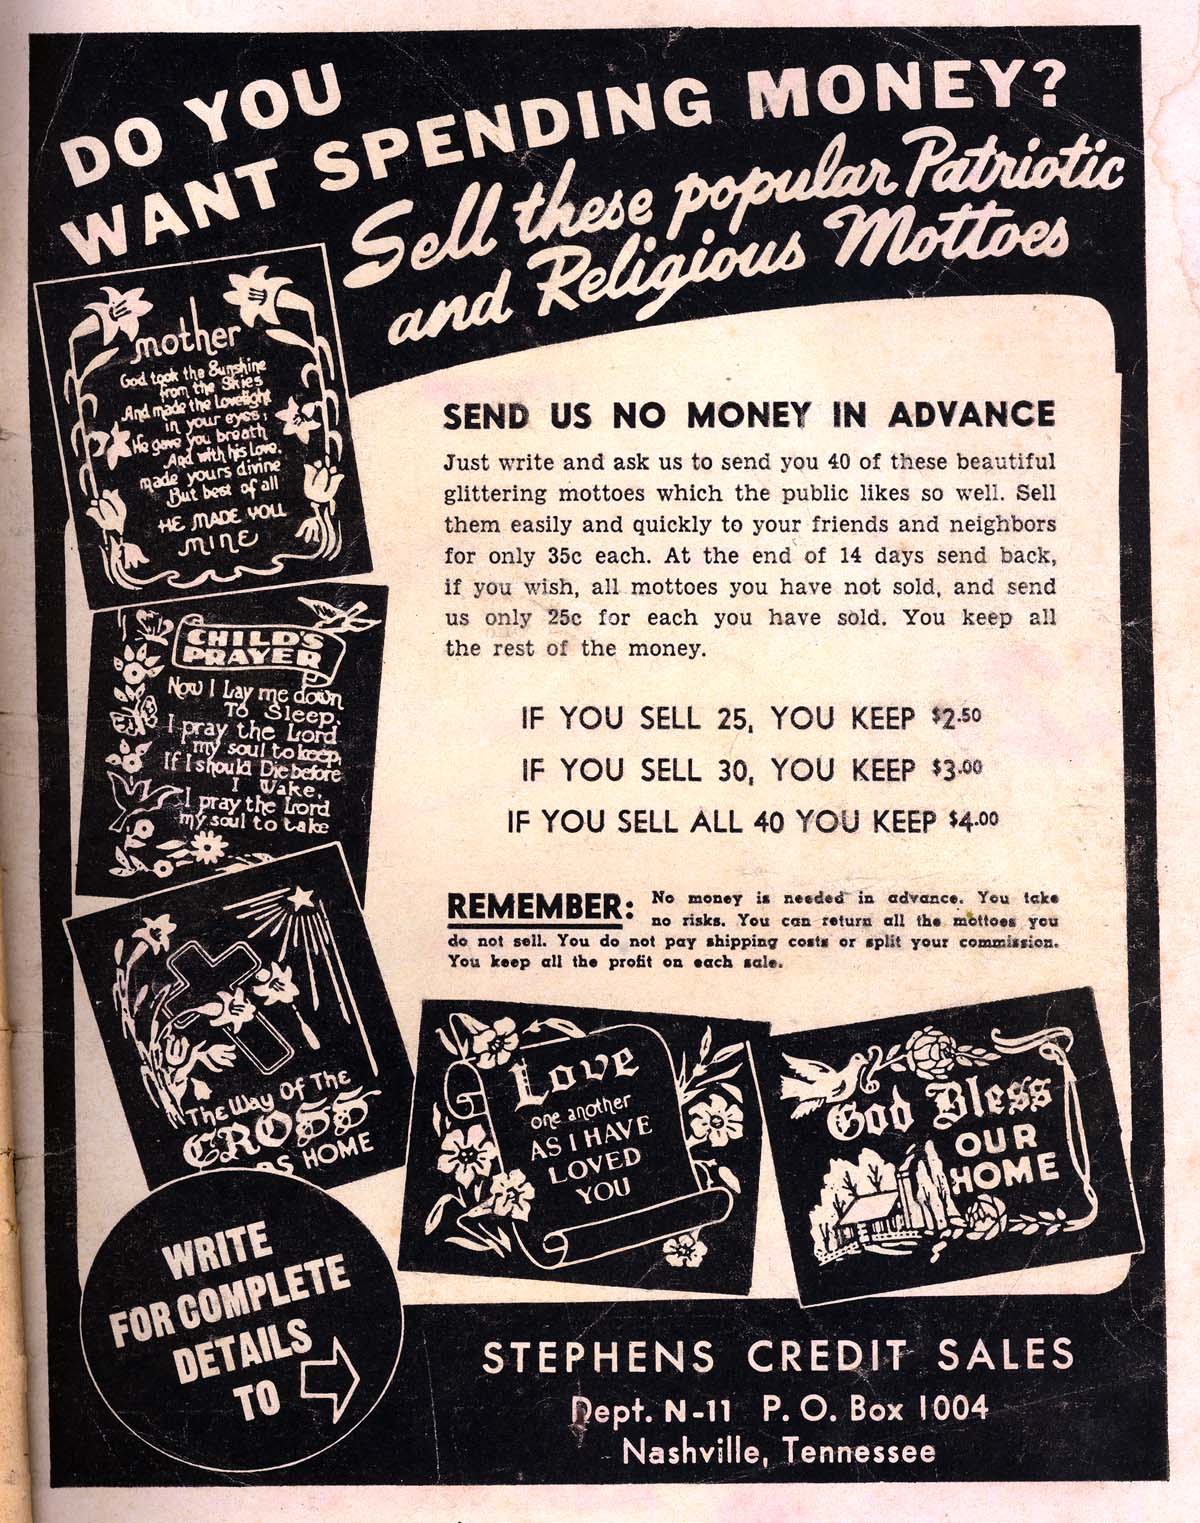 DO YOU
WANT SPENDING MONEY?
Sell these popular Patriotic
and Religious Mottoes
mother
God took the Sunshine
from the Skies
And made the Lovelight
in your eyes,
He gave you breath
And with his Love,
made yours divine
But best of all
HE MADE YOU
MINE
CHILD'S
PRAYER
Now I Lay me down
To Sleep,
I pray the Lord
my soul to keep,
If I should Die before
I Wake,
I pray the Lord
my soul to take
The Way Of The
CROSS
HOME
SEND US NO MONEY IN ADVANCE
Just write and ask us to send you 40 of these beautiful
glittering mottoes which the public likes so well. Sell
them easily and quickly to your friends and neighbors
for only 35c each. At the end of 14 days send back,
if you wish, all mottoes you have not sold, and send
us only 25c for each you have sold. You keep all
the rest of the money.
IF YOU SELL 25, YOU KEEP $2.50
IF YOU SELL 30, YOU KEEP $3.00
IF YOU SELL ALL 40 YOU KEEP $4.00
REMEMBER: No money is needed in advance. You take
no risks. You can return all the mottoes you
do not sell. You do not pay shipping costs or split your commission.
You keep all the profit on each sale.
Love
one another
AS I HAVE
LOVED
YOU
God Bless
OUR
HOME
WRITE
FOR COMPLETE
DETAILS
TO
STEPHENS CREDIT SALES
Dept. N-11 P. O. Box 1004
Nashville, Tennessee